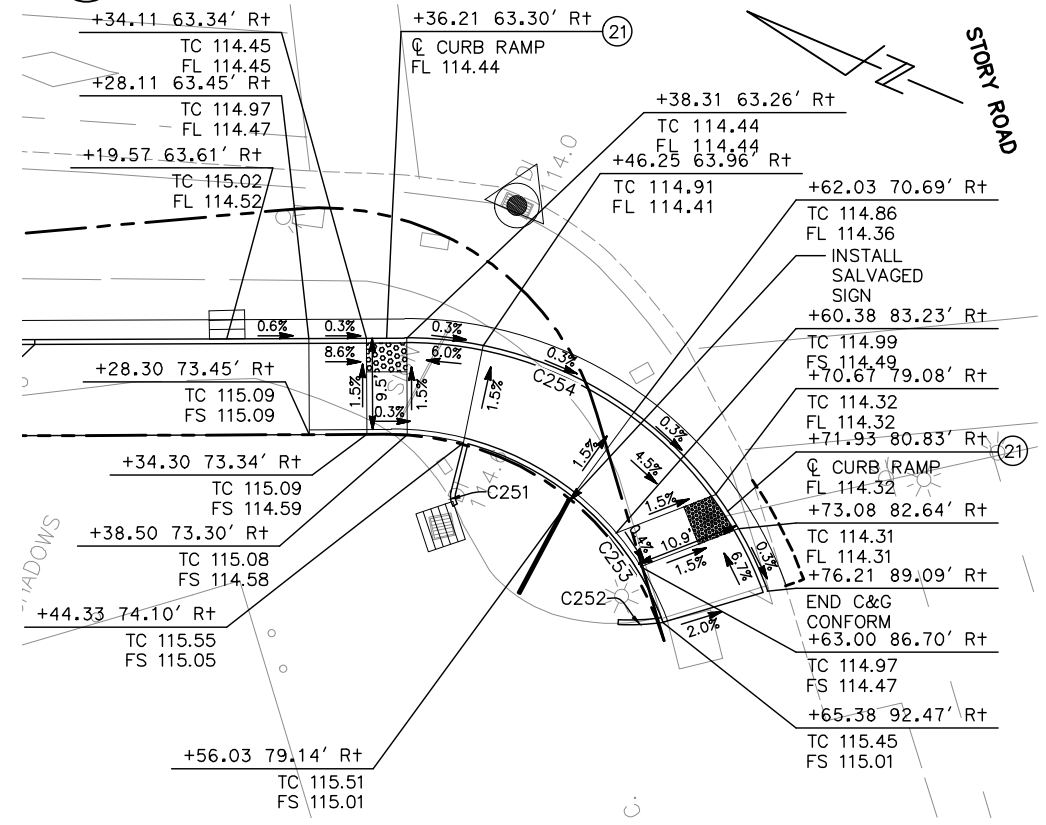 +34.11 63.34′ Rt
TC 114.45
FL 114.45
+28.11 63.45′ Rt
TC 114.97
FL 114.47
+19.57 63.61′ Rt
TC 115.02
FL 114.52
+36.21 63.30′ Rt
21
℄ CURB RAMP
FL 114.44
STORY ROAD
+38.31 63.26′ Rt
TC 114.44
FL 114.44
+46.25 63.96′ Rt
TC 114.91
FL 114.41
DI
114.0
+62.03 70.69′ Rt
TC 114.86
FL 114.36
INSTALL
SALVAGED
SIGN
+60.38 83.23′ Rt
TC 114.99
FS 114.49
+70.67 79.08′ Rt
TC 114.32
FL 114.32
+71.93 80.83′ Rt
21
℄ CURB RAMP
FL 114.32
+73.08 82.64′ Rt
TC 114.31
FL 114.31
+76.21 89.09′ Rt
END C&G
CONFORM
+63.00 86.70′ Rt
TC 114.97
FS 114.47
+65.38 92.47′ Rt
TC 115.45
FS 115.01
0.6%
0.3%
0.3%
8.6%
6.0%
1.5%
9.5′
1.5%
1.5%
0.3%
0.3%
C254
0.3%
1.5%
4.5%
1.5%
10.9′
0.4%
1.5%
6.7%
0.3%
2.0%
C251
C253
C252
DI
+28.30 73.45′ Rt
TC 115.09
FS 115.09
+34.30 73.34′ Rt
TC 115.09
FS 114.59
+38.50 73.30′ Rt
TC 115.08
FS 114.58
+44.33 74.10′ Rt
TC 115.55
FS 115.05
+56.03 79.14′ Rt
TC 115.51
FS 115.01
C.